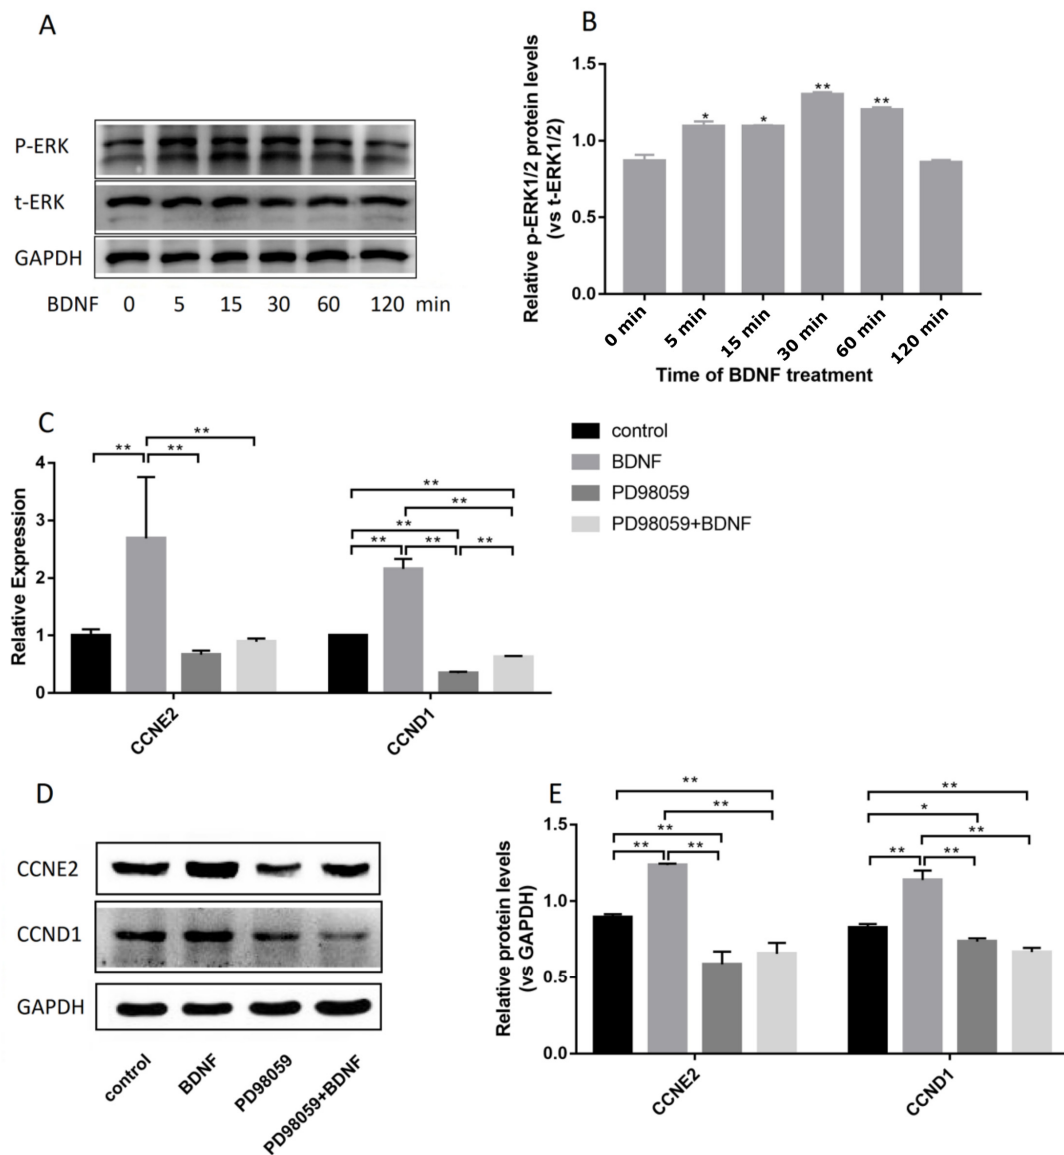 A
P-ERK
t-ERK
GAPDH
BDNF 0 5 15 30 60 120 min
B
Relative p-ERK1/2 protein levels
(vs t-ERK1/2)
1.5
1.0
0.5
0.0
* * ** **
0 min 5 min 15 min 30 min 60 min 120 min
Time of BDNF treatment
C
Relative Expression
4
3
2
1
0
**
** **
**
**
**
** ** **
CCNE2 CCND1
control
BDNF
PD98059
PD98059+BDNF
D
CCNE2
CCND1
GAPDH
control BDNF PD98059 PD98059+BDNF
E
Relative protein levels
(vs GAPDH)
1.5
1.0
0.5
0.0
**
**
**
** **
**
*
**
** **
CCNE2 CCND1